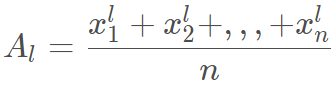 A_l = \frac{x_1^l + x_2^l +,,,+ x_n^l}{n}